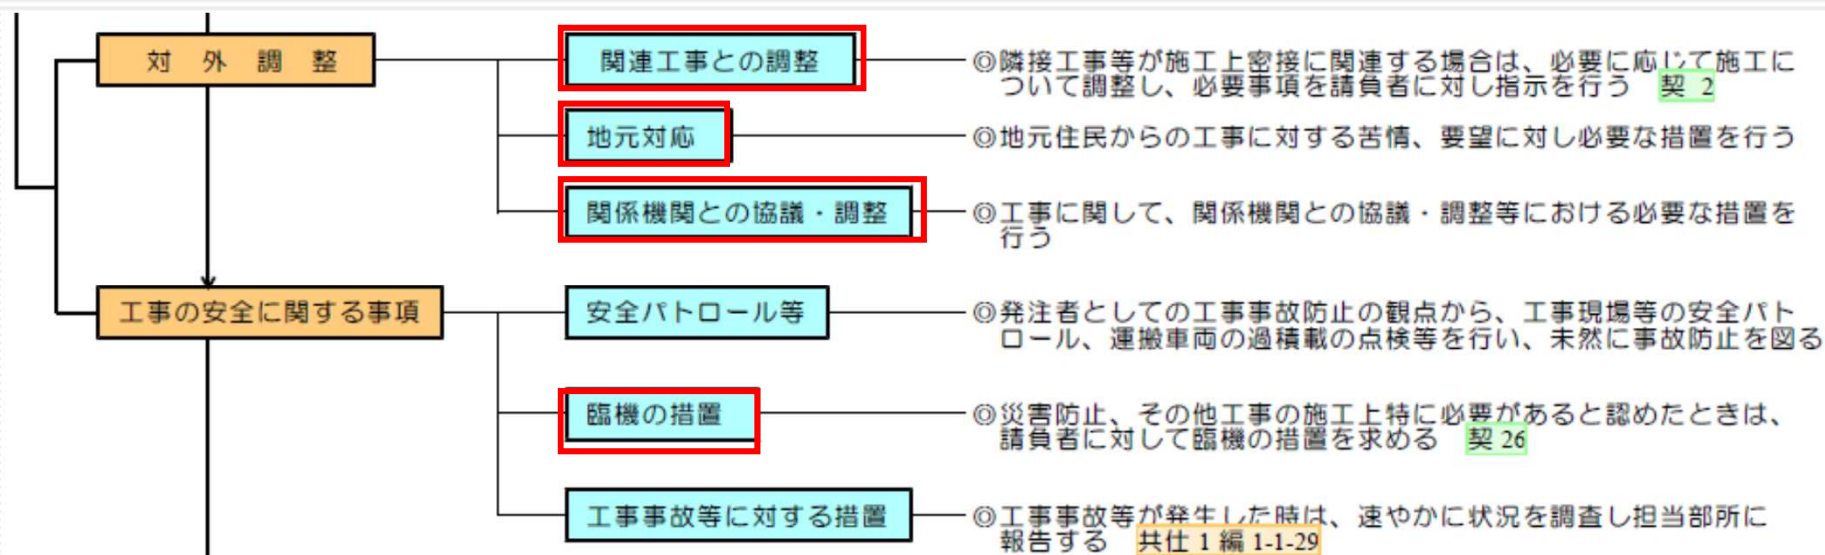 対外調整
関連工事との調整
◎隣接工事等が施工上密接に関連する場合は、必要に応じて施工に
ついて調整し、必要事項を請負者に対し指示を行う 契 2
地元対応
◎地元住民からの工事に対する苦情、要望に対し必要な措置を行う
関係機関との協議・調整
◎工事に関して、関係機関との協議・調整等における必要な措置を
行う
工事の安全に関する事項
安全パトロール等
◎発注者としての工事事故防止の観点から、工事現場等の安全パト
ロール、運搬車両の過積載の点検等を行い、未然に事故防止を図る
臨機の措置
◎災害防止、その他工事の施工上特に必要があると認めたときは、
請負者に対して臨機の措置を求める 契 26
工事事故等に対する措置
◎工事事故等が発生した時は、速やかに状況を調査し担当部所に
報告する 共仕 1 編 1-1-29